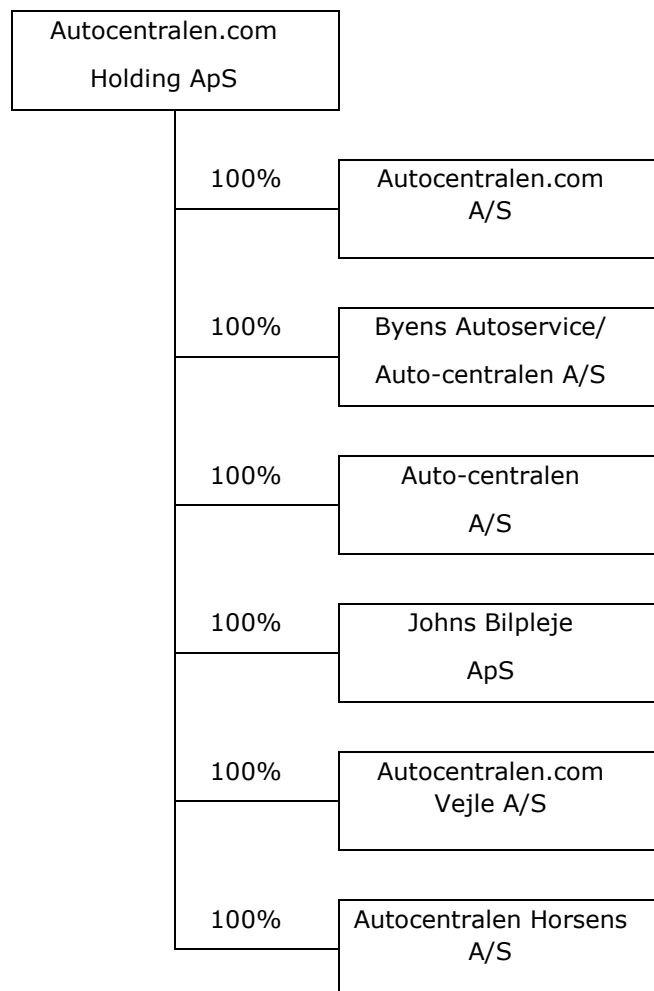 Autocentralen.com
Holding ApS
100%
Autocentralen.com
A/S
100%
Byens Autoservice/
Auto-centralen A/S
100%
Auto-centralen
A/S
100%
Johns Bilpleje
ApS
100%
Autocentralen.com
Vejle A/S
100%
Autocentralen Horsens
A/S